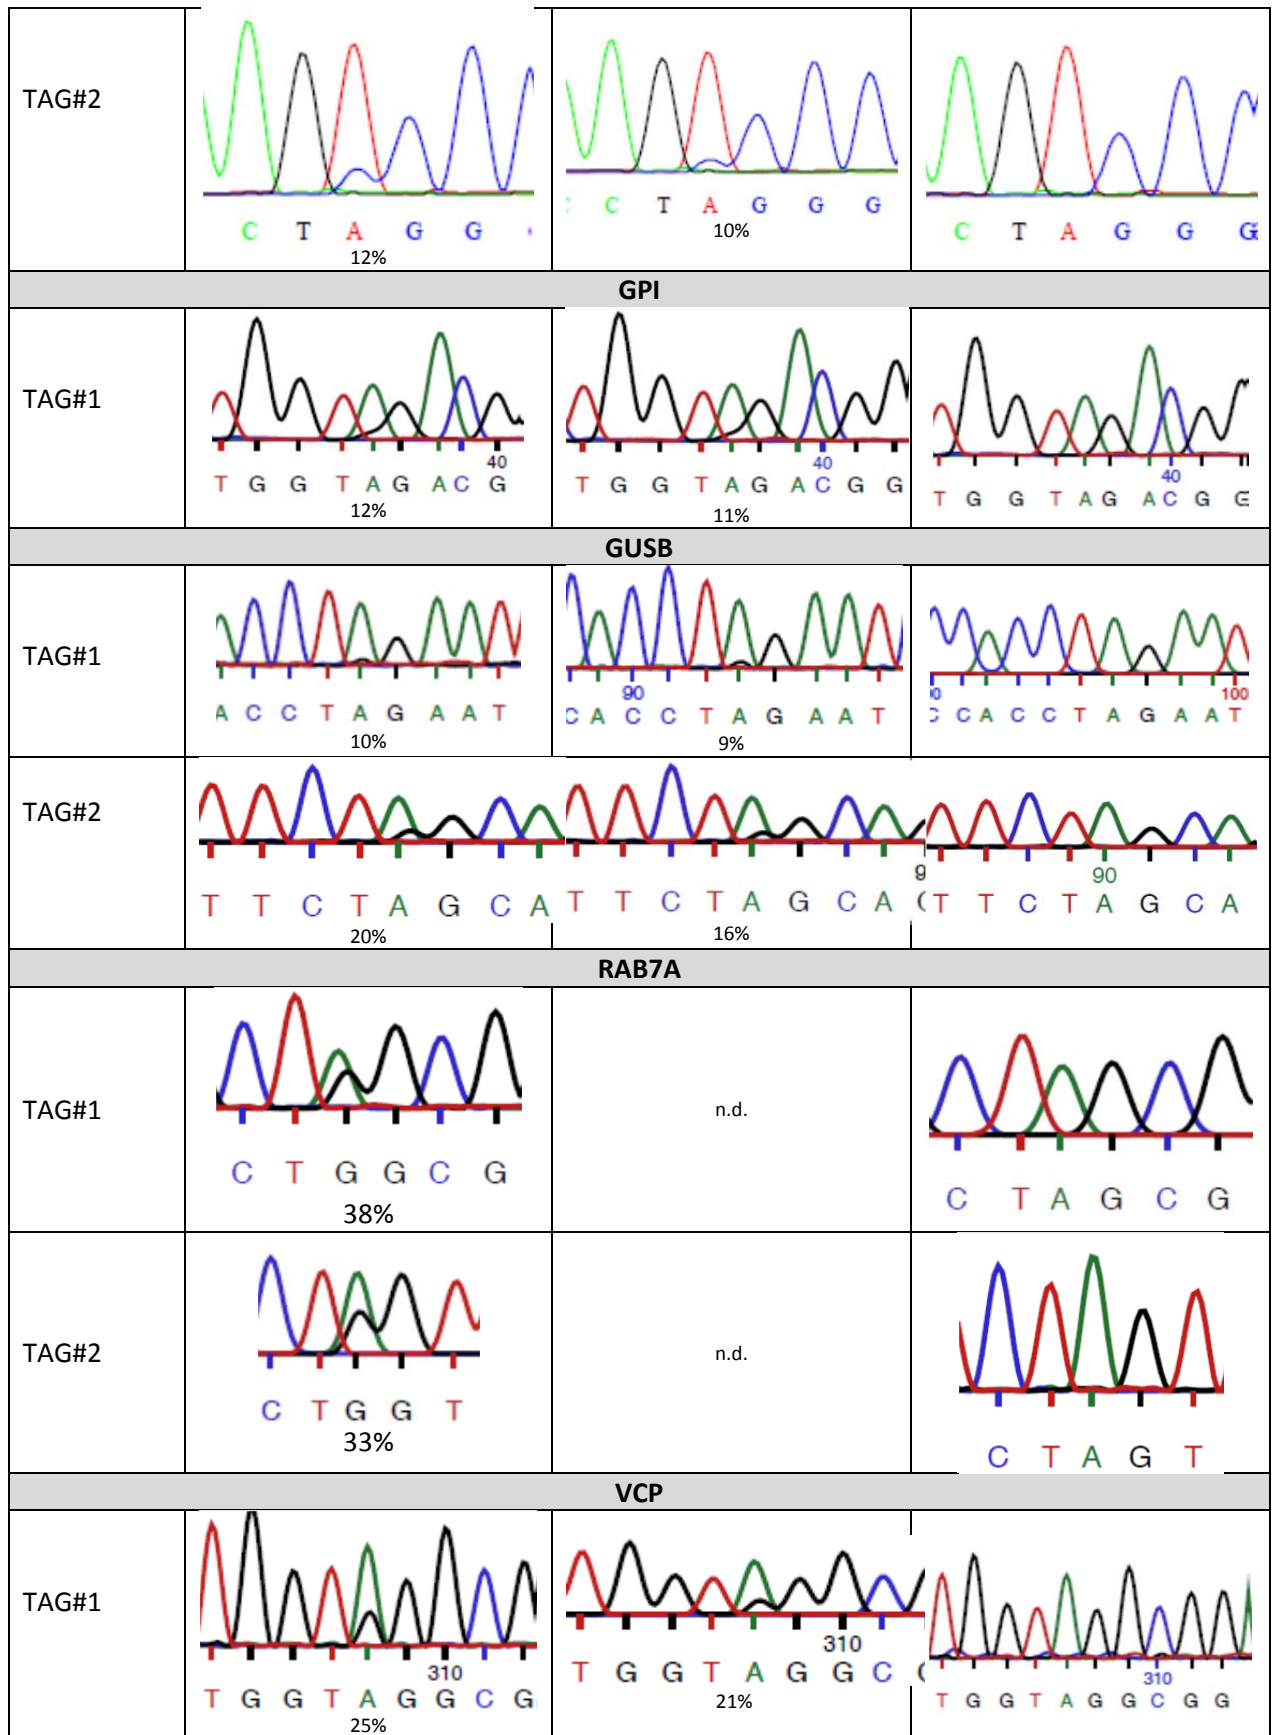 TAG#2
C T A G G
12%
C C T A G G G
10%
C T A G G G G
GPI
TAG#1
40
T G G T A G A C G
12%
40
T G G T A G A C G G
11%
40
T G G T A G A C G G
GUSB
TAG#1
A C C T A G A A T
10%
90
C A C C T A G A A T
9%
100
C C A C C T A G A A T
TAG#2
T T C T A G C A
20%
9
T T C T A G C A
16%
90
T T C T A G C A
RAB7A
TAG#1
C T G G C G
38%
n.d.
C T A G C G
TAG#2
C T G G T
33%
n.d.
C T A G T
VCP
TAG#1
310
T G G T A G G C G
25%
310
T G G T A G G C
21%
310
T G G T A G G C G G